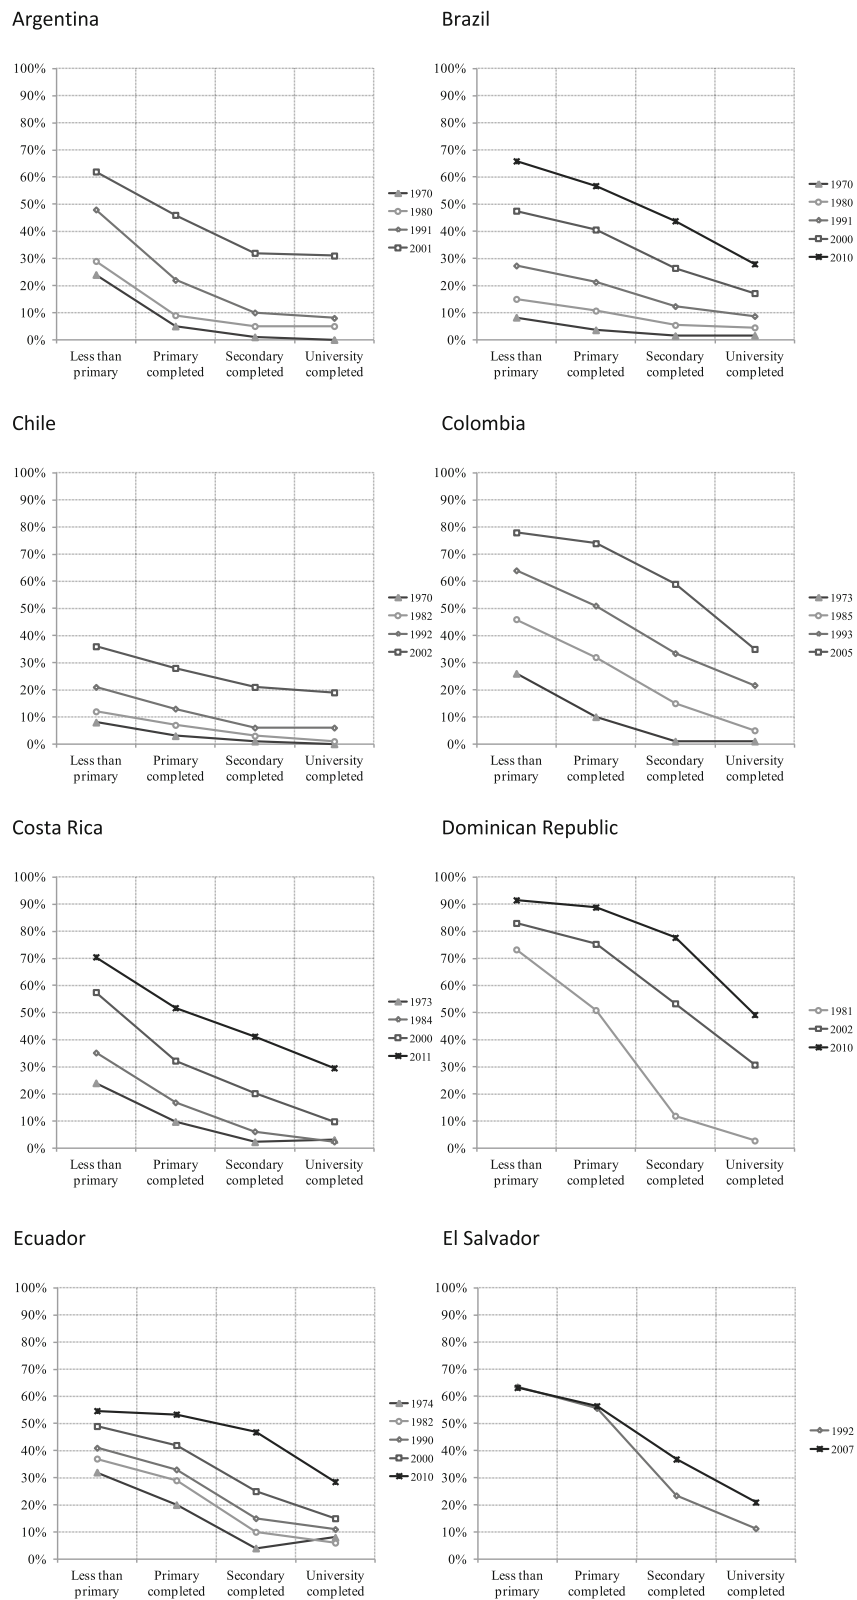 Argentina
100%
90%
80%
70%
60%
50%
40%
30%
20%
10%
0%
Less than primary
Primary completed
Secondary completed
University completed
1970
1980
1991
2001
Brazil
100%
90%
80%
70%
60%
50%
40%
30%
20%
10%
0%
Less than primary
Primary completed
Secondary completed
University completed
1970
1980
1991
2000
2010
Chile
100%
90%
80%
70%
60%
50%
40%
30%
20%
10%
0%
Less than primary
Primary completed
Secondary completed
University completed
1970
1982
1992
2002
Colombia
100%
90%
80%
70%
60%
50%
40%
30%
20%
10%
0%
Less than primary
Primary completed
Secondary completed
University completed
1973
1985
1993
2005
Costa Rica
100%
90%
80%
70%
60%
50%
40%
30%
20%
10%
0%
Less than primary
Primary completed
Secondary completed
University completed
1973
1984
2000
2011
Dominican Republic
100%
90%
80%
70%
60%
50%
40%
30%
20%
10%
0%
Less than primary
Primary completed
Secondary completed
University completed
1981
2002
2010
Ecuador
100%
90%
80%
70%
60%
50%
40%
30%
20%
10%
0%
Less than primary
Primary completed
Secondary completed
University completed
1974
1982
1990
2000
2010
El Salvador
100%
90%
80%
70%
60%
50%
40%
30%
20%
10%
0%
Less than primary
Primary completed
Secondary completed
University completed
1992
2007